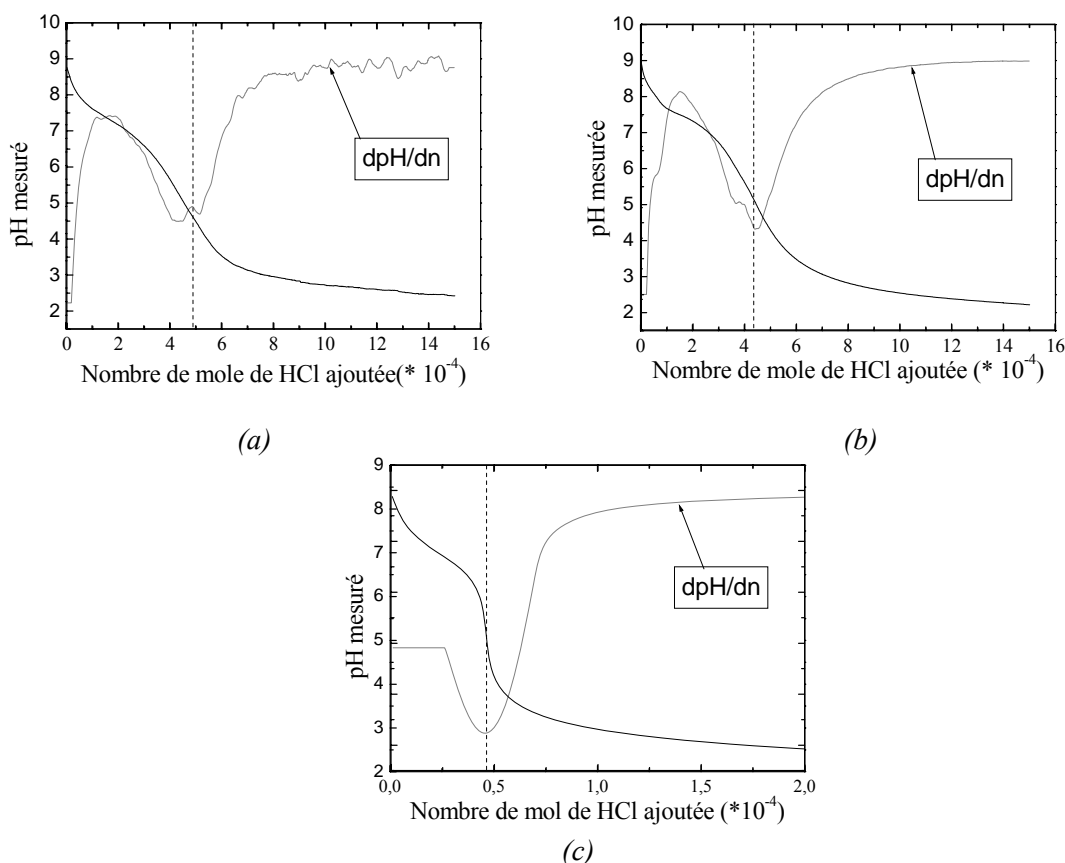 10
9
8
7
6
5
4
3
2
pH mesuré
dpH/dn
0 2 4 6 8 10 12 14 16
Nombre de mole de HCl ajoutée(* 10-4)
(a)
10
9
8
7
6
5
4
3
2
pH mesurée
dpH/dn
0 2 4 6 8 10 12 14 16
Nombre de mole de HCl ajoutée (* 10-4)
(b)
9
8
7
6
5
4
3
2
pH mesuré
dpH/dn
0,0 0,5 1,0 1,5 2,0
Nombre de mol de HCl ajoutée (*10-4)
(c)